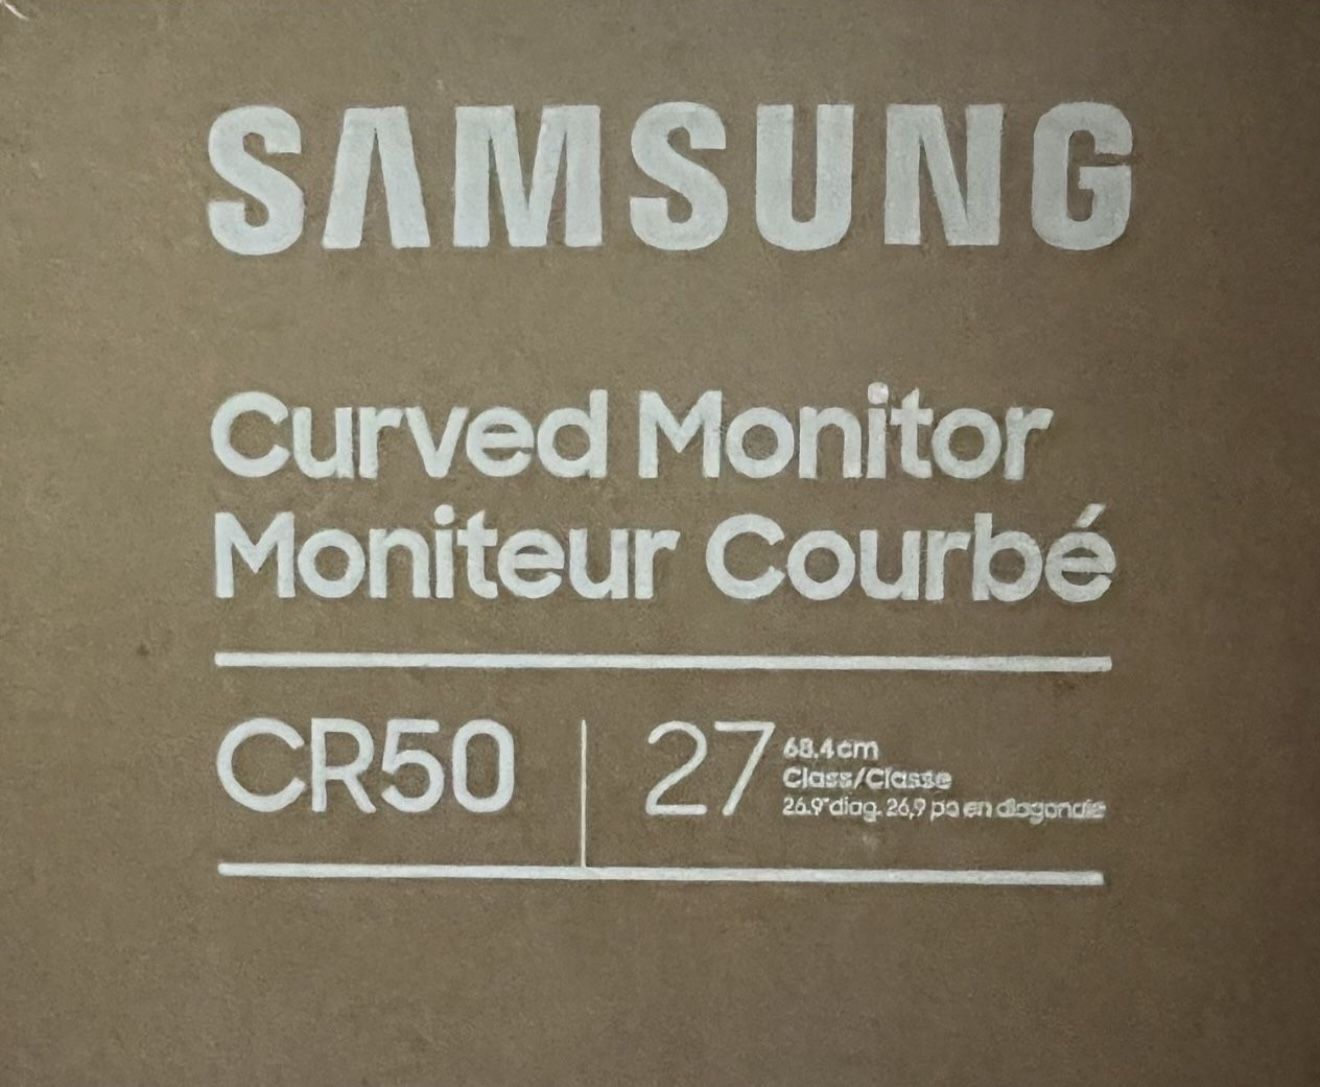 SAMSUNG
Curved Monitor
Moniteur Courbé
CR50
27
68.4cm
Class/Classe
26.9"diag. 26,9 po en diagonale